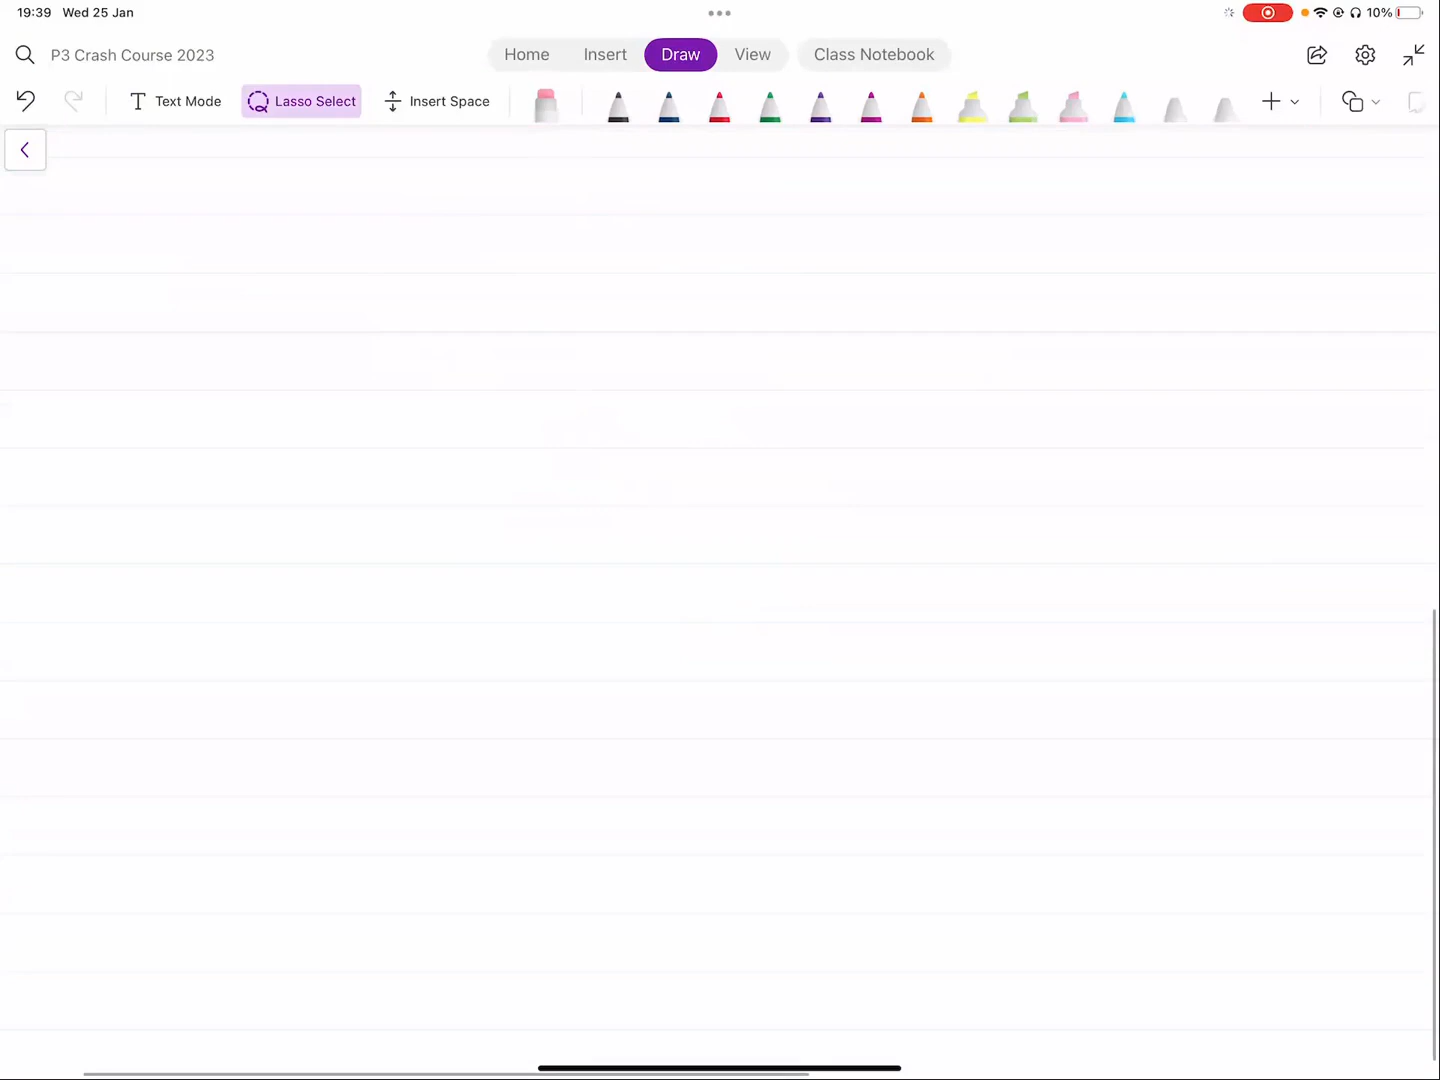 19:39 Wed 25 Jan 10%
P3 Crash Course 2023 Home Insert Draw View Class Notebook
Text Mode Lasso Select Insert Space